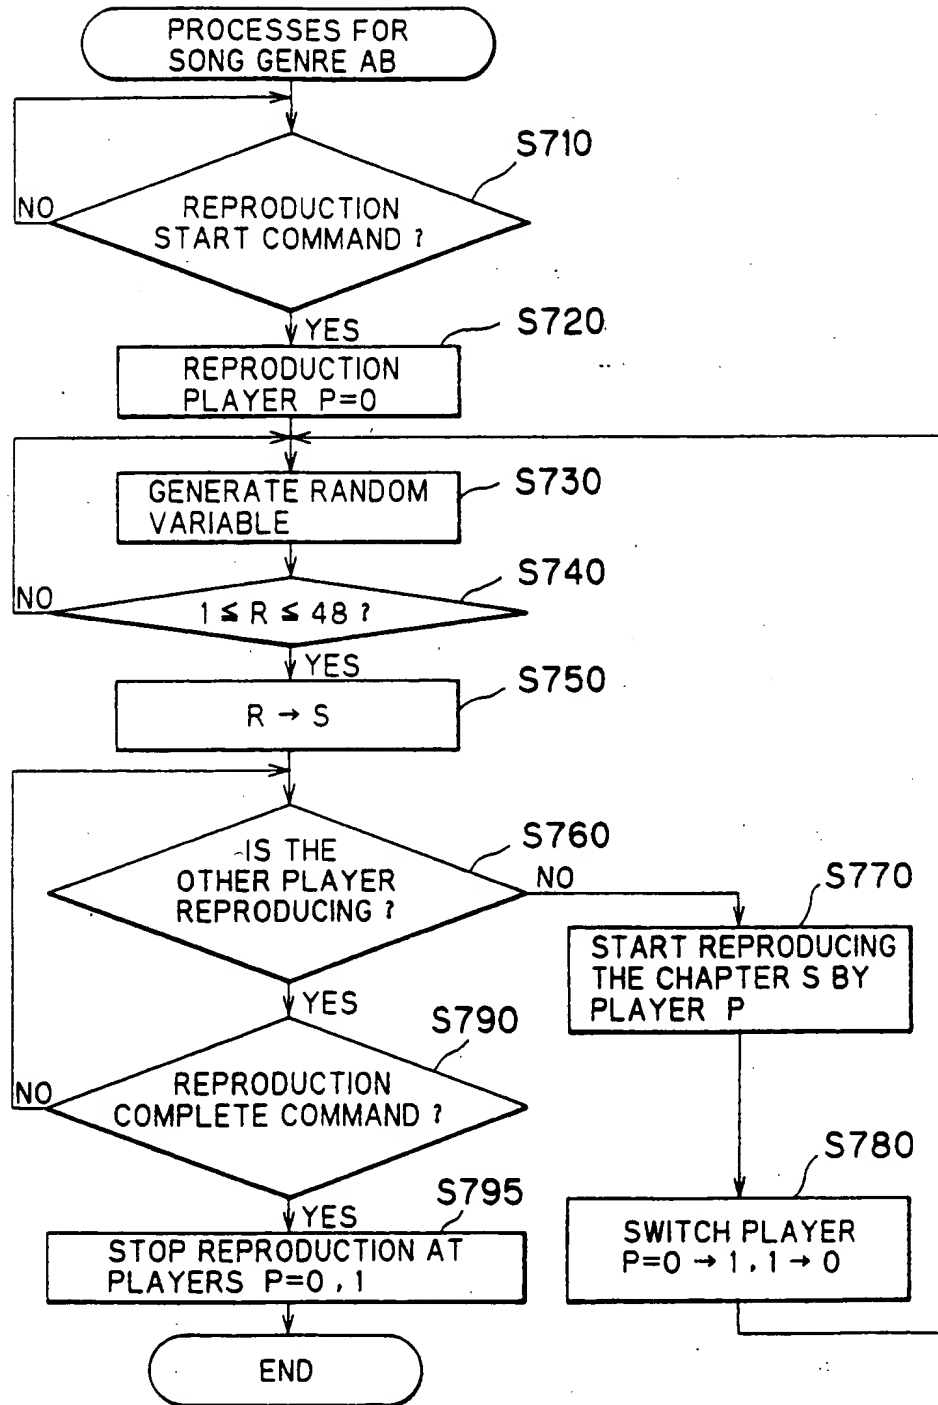 PROCESSES FOR
SONG GENRE AB
S710
NO
REPRODUCTION
START COMMAND ?
YES
S720
REPRODUCTION
PLAYER P=0
S730
GENERATE RANDOM
VARIABLE
S740
NO
1 ≦ R ≦ 48 ?
YES
S750
R → S
S760
IS THE
OTHER PLAYER
REPRODUCING ?
NO
S770
START REPRODUCING
THE CHAPTER S BY
PLAYER P
YES
S790
NO
REPRODUCTION
COMPLETE COMMAND ?
S780
SWITCH PLAYER
P=0 → 1, 1 → 0
YES
S795
STOP REPRODUCTION AT
PLAYERS P=0, 1
END